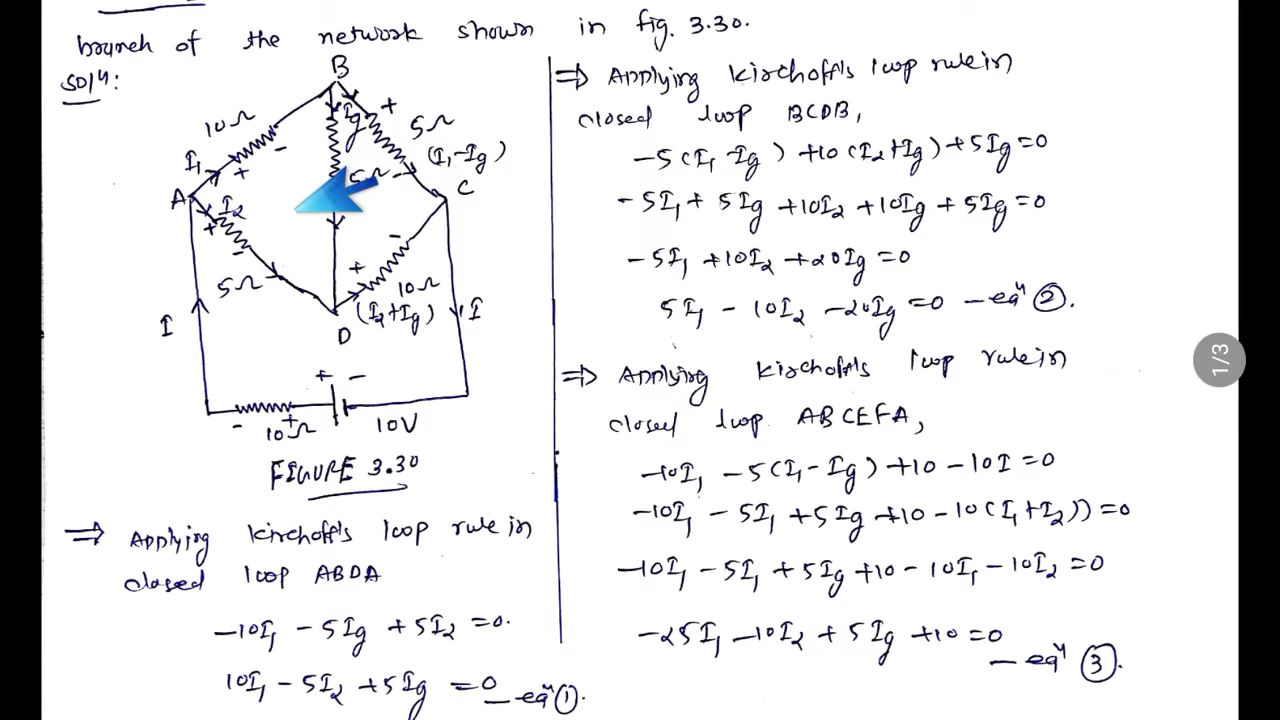 branch of the network shown in fig. 3.30.
Soln:
B
10Ω
Ig
+
5Ω
(I1-Ig)
I1
+
-
5Ω
-
A
C
I2
+
-
-
+
5Ω
10Ω
(I2+Ig)
I
I
D
+ -
- 10Ω +
10V
FIGURE 3.30
⇒ Applying kirchoff's loop rule in
closed loop ABDA
-10I1 - 5Ig + 5I2 =0.
10I1 - 5I2 + 5Ig = 0 - eqn ①.
⇒ Applying kirchoff's loop rule in
closed loop BCDB,
-5(I1-Ig) +10(I2+Ig)+5Ig=0
-5I1+ 5Ig +10I2 +10Ig + 5Ig=0
-5I1 +10I2 +20Ig =0
5I1 - 10I2 -20Ig =0 - eqn ②.
⇒ Applying kirchoff's loop rule in
closed loop ABCEFA,
-10I1 -5(I1-Ig)+10 -10I=0
-10I1 - 5I1 +5Ig +10 -10(I1+I2))=0
-10I1 -5I1 + 5Ig +10 - 10I1 -10I2 =0
-25I1 -10I2 + 5Ig +10 =0
- eqn ③.
1/3